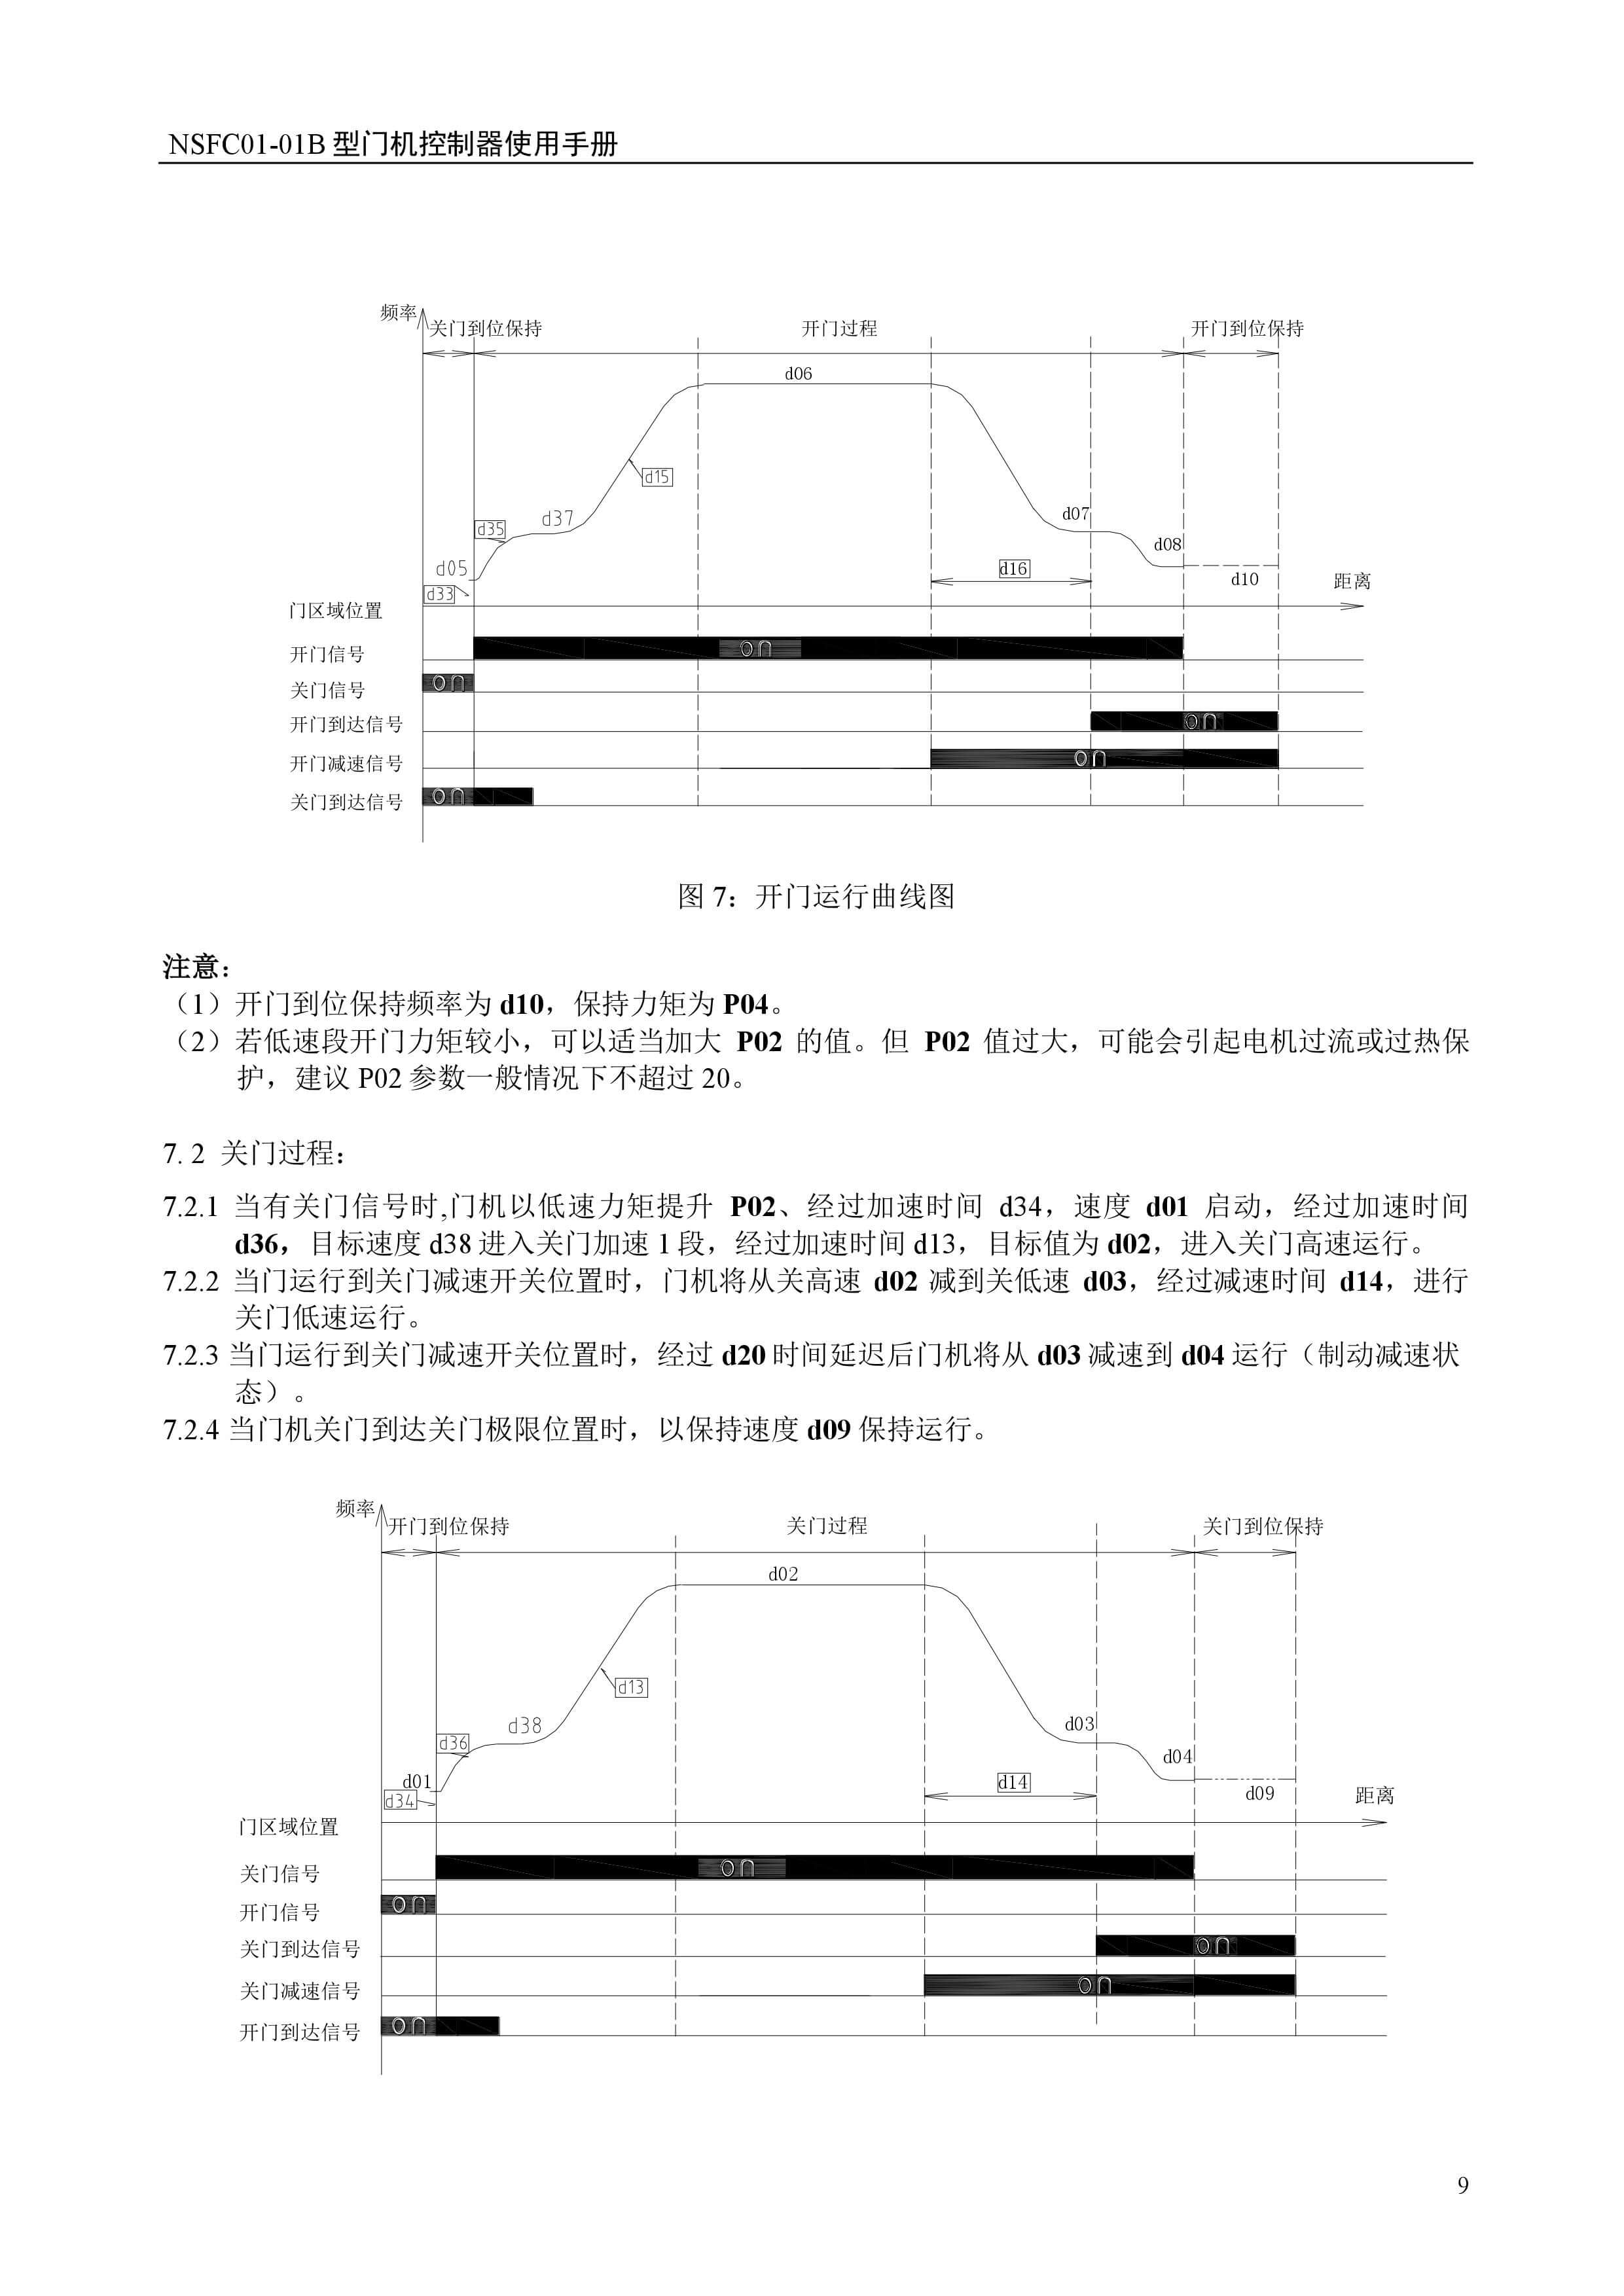 NSFC01-01B 型门机控制器使用手册
频率
关门到位保持 开门过程 开门到位保持
d06
d15
d35 d37 d07
d08
d05 d16 d10 距离
d33
门区域位置
开门信号 on
关门信号 on
开门到达信号 on
开门减速信号 on
关门到达信号 on
图 7：开门运行曲线图
注意：
（1）开门到位保持频率为 d10，保持力矩为 P04。
（2）若低速段开门力矩较小，可以适当加大 P02 的值。但 P02 值过大，可能会引起电机过流或过热保
护，建议 P02 参数一般情况下不超过 20。
7. 2 关门过程：
7.2.1 当有关门信号时,门机以低速力矩提升 P02、经过加速时间 d34，速度 d01 启动，经过加速时间
d36，目标速度 d38 进入关门加速 1 段，经过加速时间 d13，目标值为 d02，进入关门高速运行。
7.2.2 当门运行到关门减速开关位置时，门机将从关高速 d02 减到关低速 d03，经过减速时间 d14，进行
关门低速运行。
7.2.3 当门运行到关门减速开关位置时，经过 d20 时间延迟后门机将从 d03 减速到 d04 运行（制动减速状
态）。
7.2.4 当门机关门到达关门极限位置时，以保持速度 d09 保持运行。
频率
开门到位保持 关门过程 关门到位保持
d02
d13
d38 d03
d36 d04
d01 d14
d34 d09 距离
门区域位置
关门信号 on
开门信号 on
关门到达信号 on
关门减速信号 on
开门到达信号 on
9